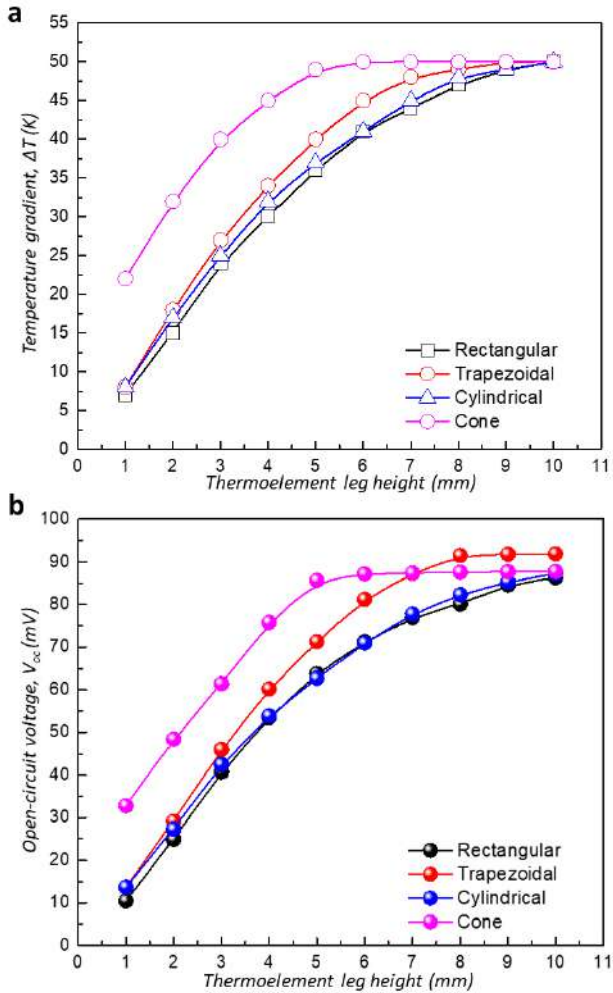 a
Temperature gradient, ΔT (K)
55
50
45
40
35
30
25
20
15
10
5
0
Rectangular
Trapezoidal
Cylindrical
Cone
1 2 3 4 5 6 7 8 9 10 11
Thermoelement leg height (mm)
b
Open-circuit voltage, Voc (mV)
100
90
80
70
60
50
40
30
20
10
0
Rectangular
Trapezoidal
Cylindrical
Cone
1 2 3 4 5 6 7 8 9 10 11
Thermoelement leg height (mm)